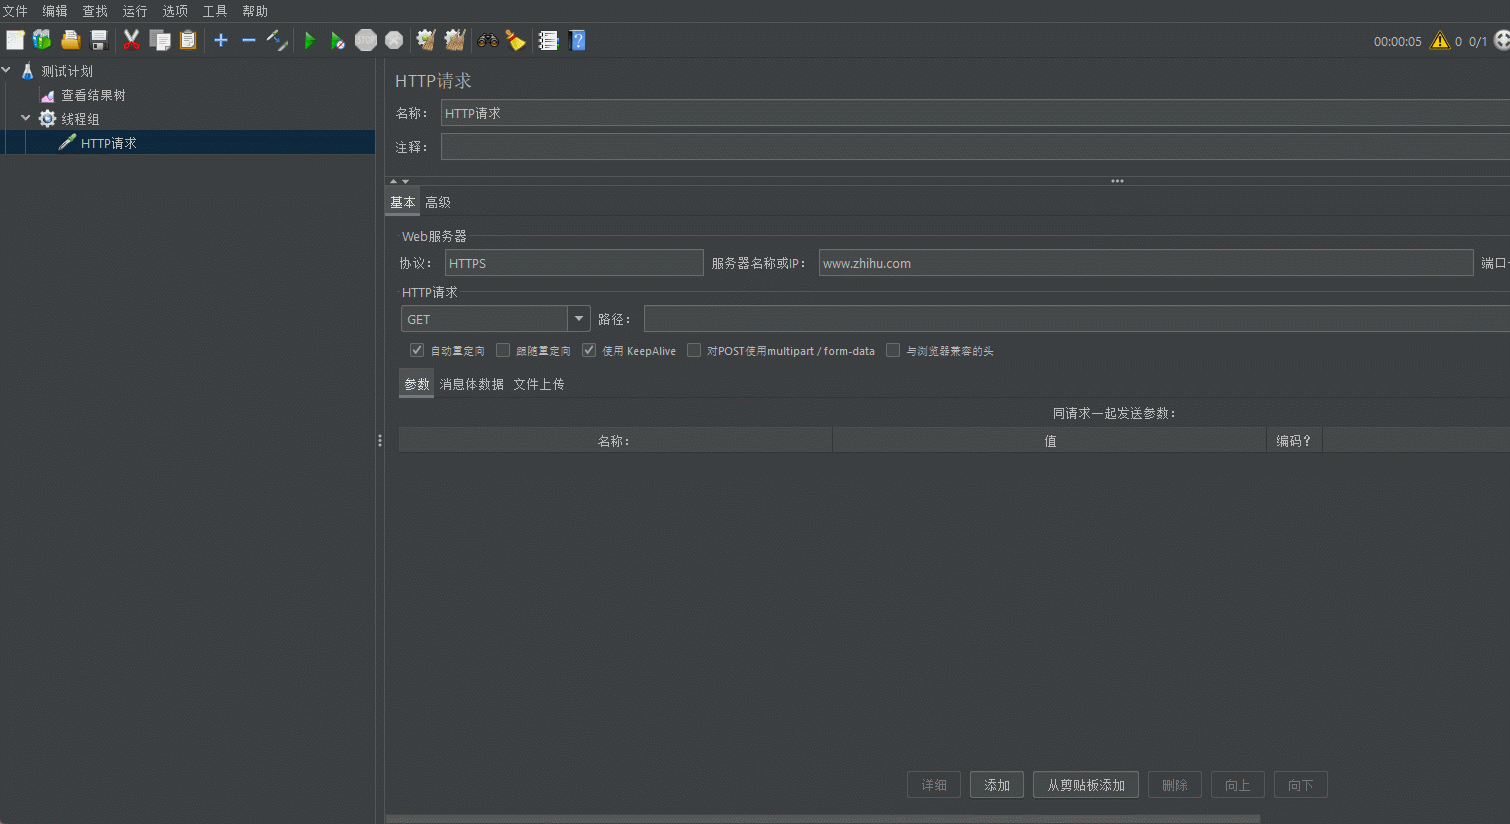 文件 编辑 查找 运行 选项 工具 帮助
STOP 00:00:05 0 0/1
测试计划
查看结果树
线程组
HTTP请求
HTTP请求
名称： HTTP请求
注释：
基本 高级
Web服务器
协议： HTTPS 服务器名称或IP： www.zhihu.com 端口
HTTP请求
GET 路径：
自动重定向 跟随重定向 使用 KeepAlive 对POST使用multipart / form-data 与浏览器兼容的头
参数 消息体数据 文件上传
同请求一起发送参数：
名称： 值 编码？
详细 添加 从剪贴板添加 删除 向上 向下